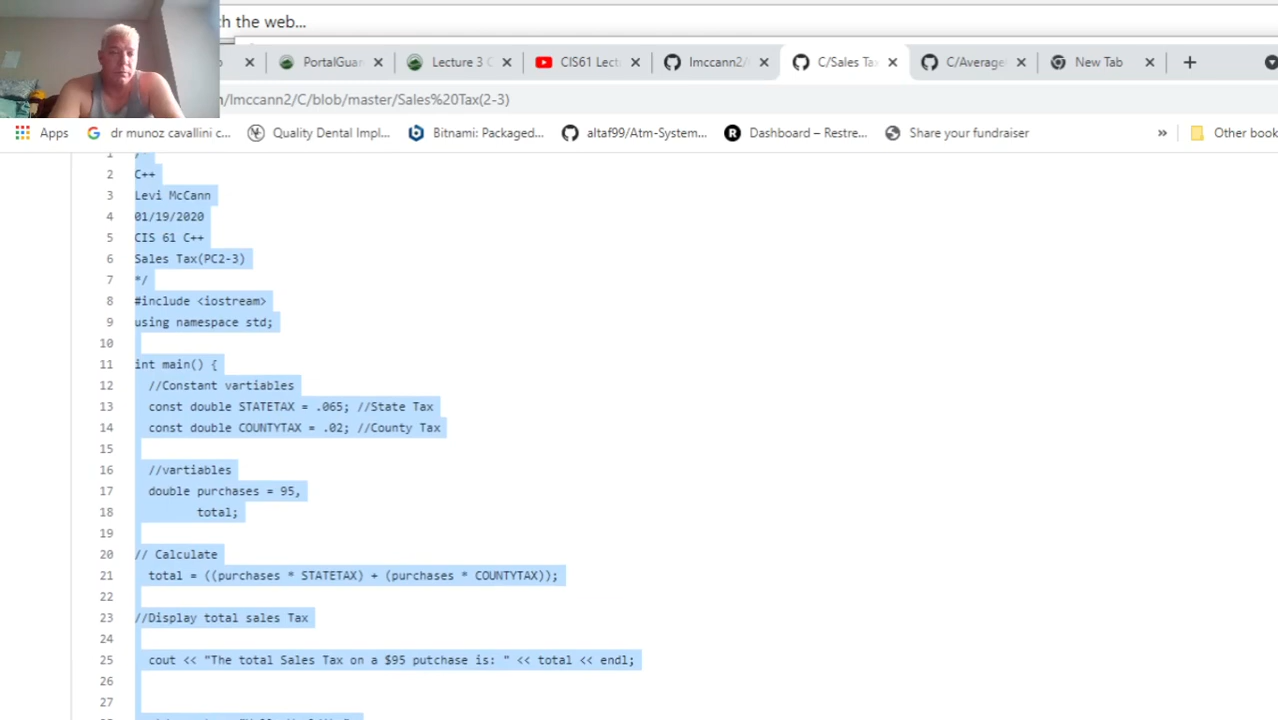 ch the web...
PortalGuar
Lecture 3 C
CIS61 Lect
lmccann2/
C/Sales Ta
C/Average
New Tab
n/lmccann2/C/blob/master/Sales%20Tax(2-3)
Apps
dr munoz cavallini c...
Quality Dental Impl...
Bitnami: Packaged...
altaf99/Atm-System...
Dashboard – Restre...
Share your fundraiser
»
Other book
1 /*
2 C++
3 Levi McCann
4 01/19/2020
5 CIS 61 C++
6 Sales Tax(PC2-3)
7 */
8 #include <iostream>
9 using namespace std;
10
11 int main() {
12 //Constant vartiables
13 const double STATETAX = .065; //State Tax
14 const double COUNTYTAX = .02; //County Tax
15
16 //vartiables
17 double purchases = 95,
18 total;
19
20 // Calculate
21 total = ((purchases * STATETAX) + (purchases * COUNTYTAX));
22
23 //Display total sales Tax
24
25 cout << "The total Sales Tax on a $95 putchase is: " << total << endl;
26
27